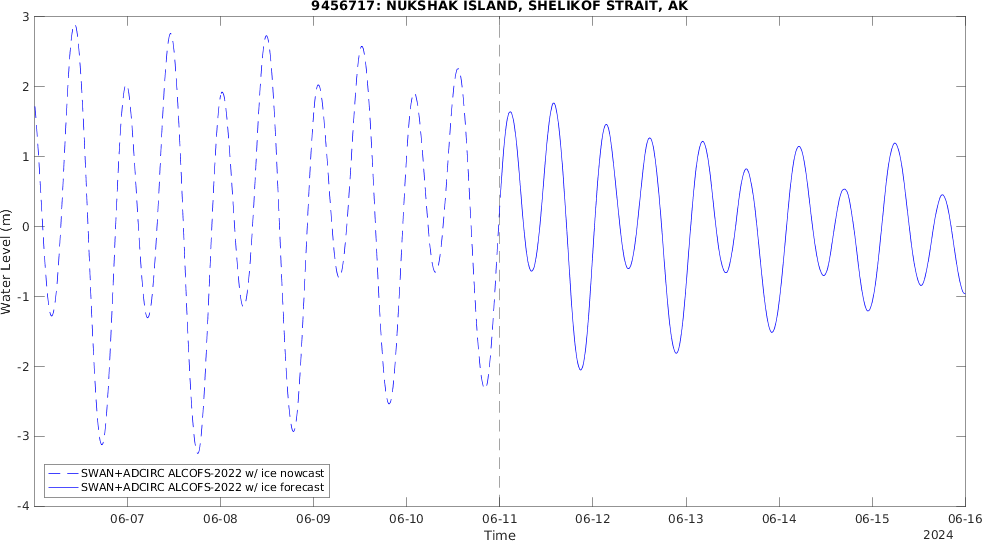 9456717: NUKSHAK ISLAND, SHELIKOF STRAIT, AK
3
2
1
0
-1
-2
-3
-4
Water Level (m)
SWAN+ADCIRC ALCOFS-2022 w/ ice nowcast
SWAN+ADCIRC ALCOFS-2022 w/ ice forecast
06-07 06-08 06-09 06-10 06-11 06-12 06-13 06-14 06-15 06-16
Time
2024